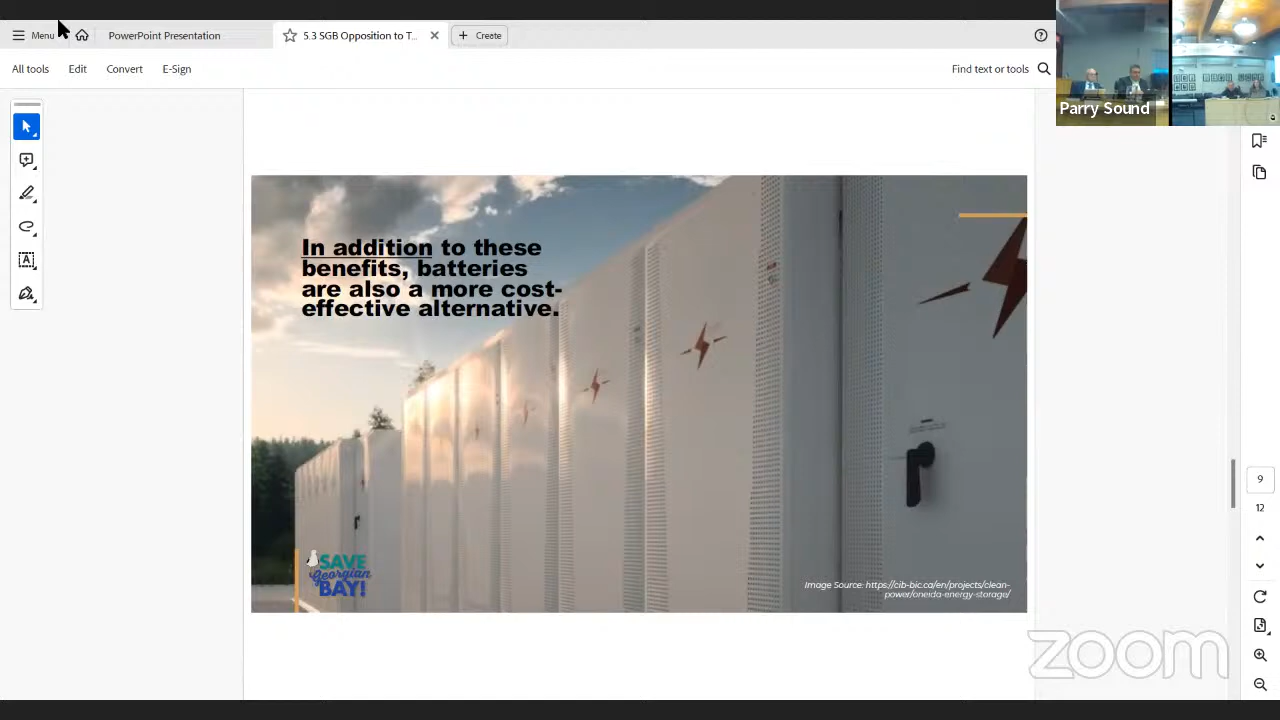 Menu
PowerPoint Presentation
5.3 SGB Opposition to T...
Create
All tools
Edit
Convert
E-Sign
Find text or tools
Parry Sound
In addition to these
benefits, batteries
are also a more cost-
effective alternative.
SAVE
Georgian
BAY!
Image Source: https://cib-bic.ca/en/projects/clean-
power/oneida-energy-storage/
9
12
zoom